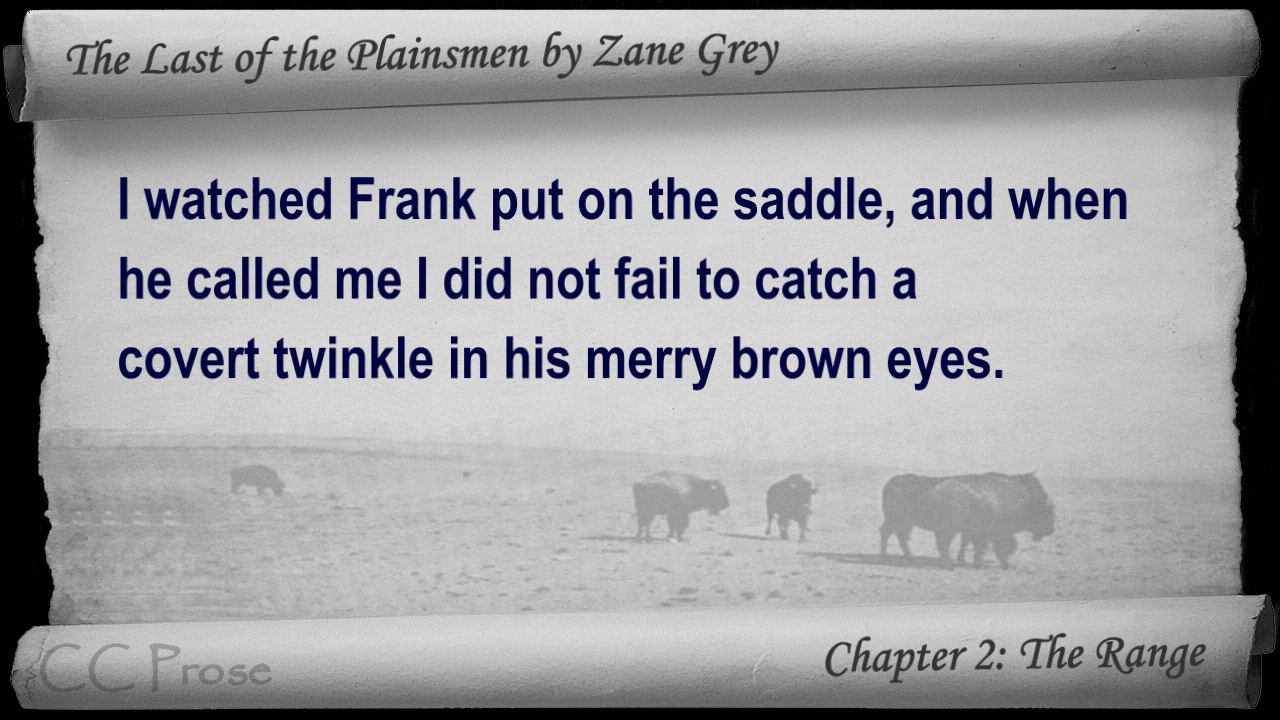 The Last of the Plainsmen by Zane Grey
I watched Frank put on the saddle, and when
he called me I did not fail to catch a
covert twinkle in his merry brown eyes.
CC Prose
Chapter 2: The Range